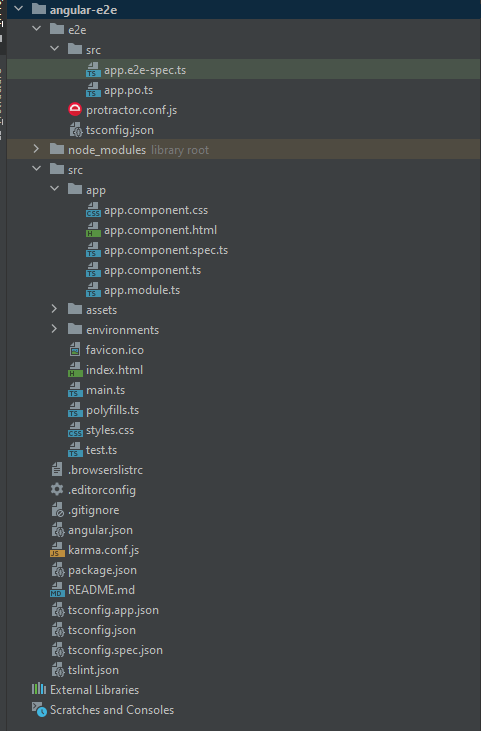 angular-e2e
e2e
src
app.e2e-spec.ts
app.po.ts
protractor.conf.js
tsconfig.json
node_modules library root
src
app
app.component.css
app.component.html
app.component.spec.ts
app.component.ts
app.module.ts
assets
environments
favicon.ico
index.html
main.ts
polyfills.ts
styles.css
test.ts
.browserslistrc
.editorconfig
.gitignore
angular.json
karma.conf.js
package.json
README.md
tsconfig.app.json
tsconfig.json
tsconfig.spec.json
tslint.json
External Libraries
Scratches and Consoles